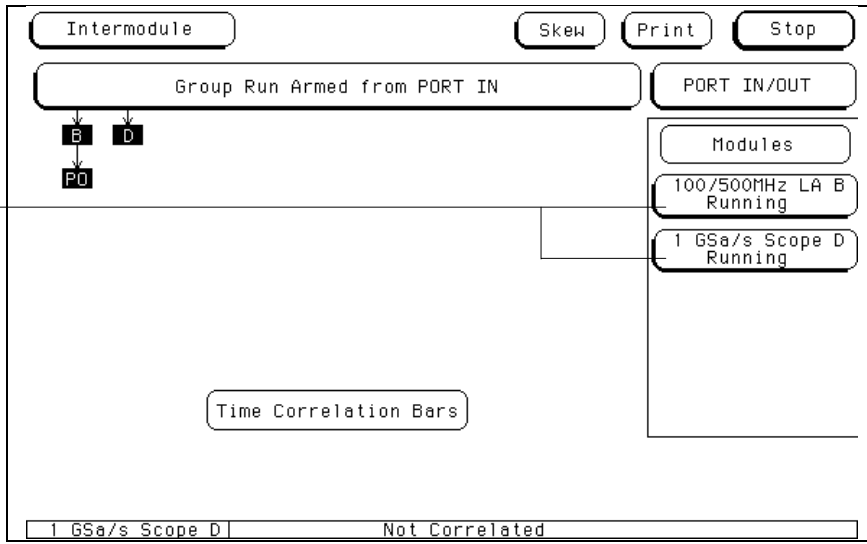 Intermodule
Skew
Print
Stop
Group Run Armed from PORT IN
PORT IN/OUT
B
D
PO
Modules
100/500MHz LA B
Running
1 GSa/s Scope D
Running
Time Correlation Bars
1 GSa/s Scope D
Not Correlated